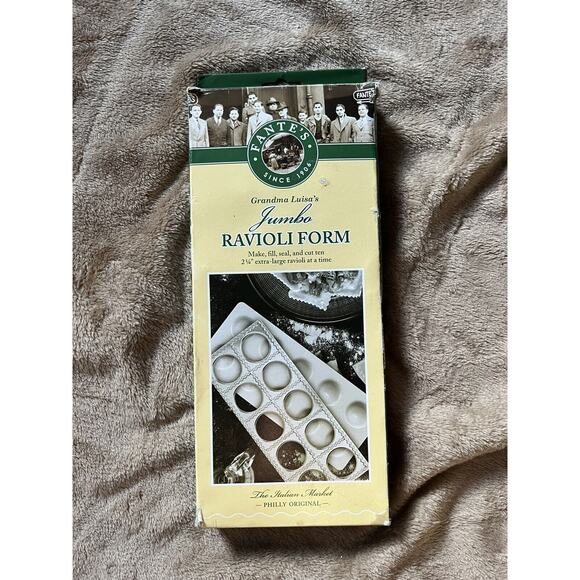 FANTE'S
FANTE'S
SINCE 1906
Grandma Luisa's
Jumbo
RAVIOLI FORM
Make, fill, seal, and cut ten
2¼" extra-large ravioli at a time
The Italian Market
— PHILLY ORIGINAL —